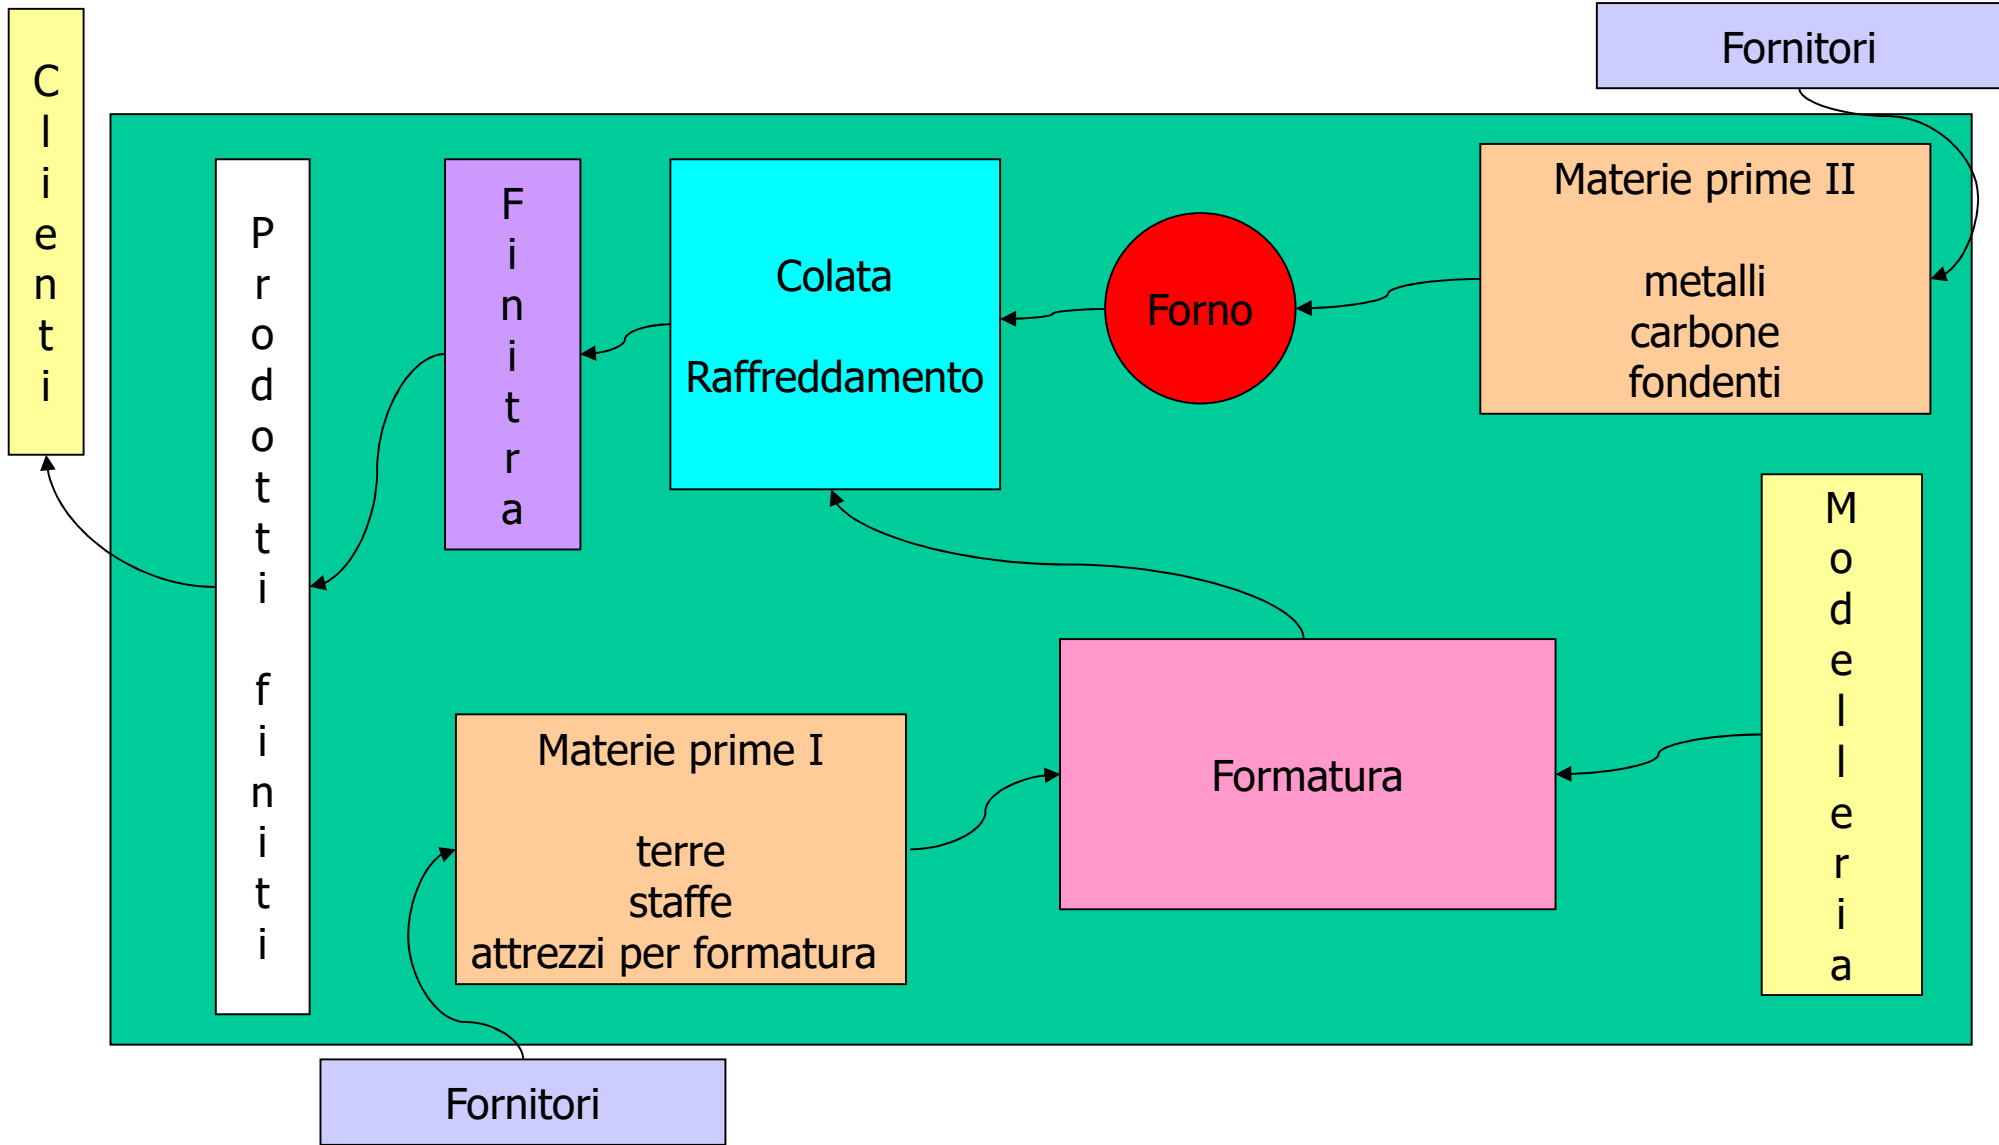 Clienti
Fornitori
Prodotti finiti
Finitra
Colata
Raffreddamento
Forno
Materie prime II
metalli
carbone
fondenti
Modelleria
Materie prime I
terre
staffe
attrezzi per formatura
Formatura
Fornitori